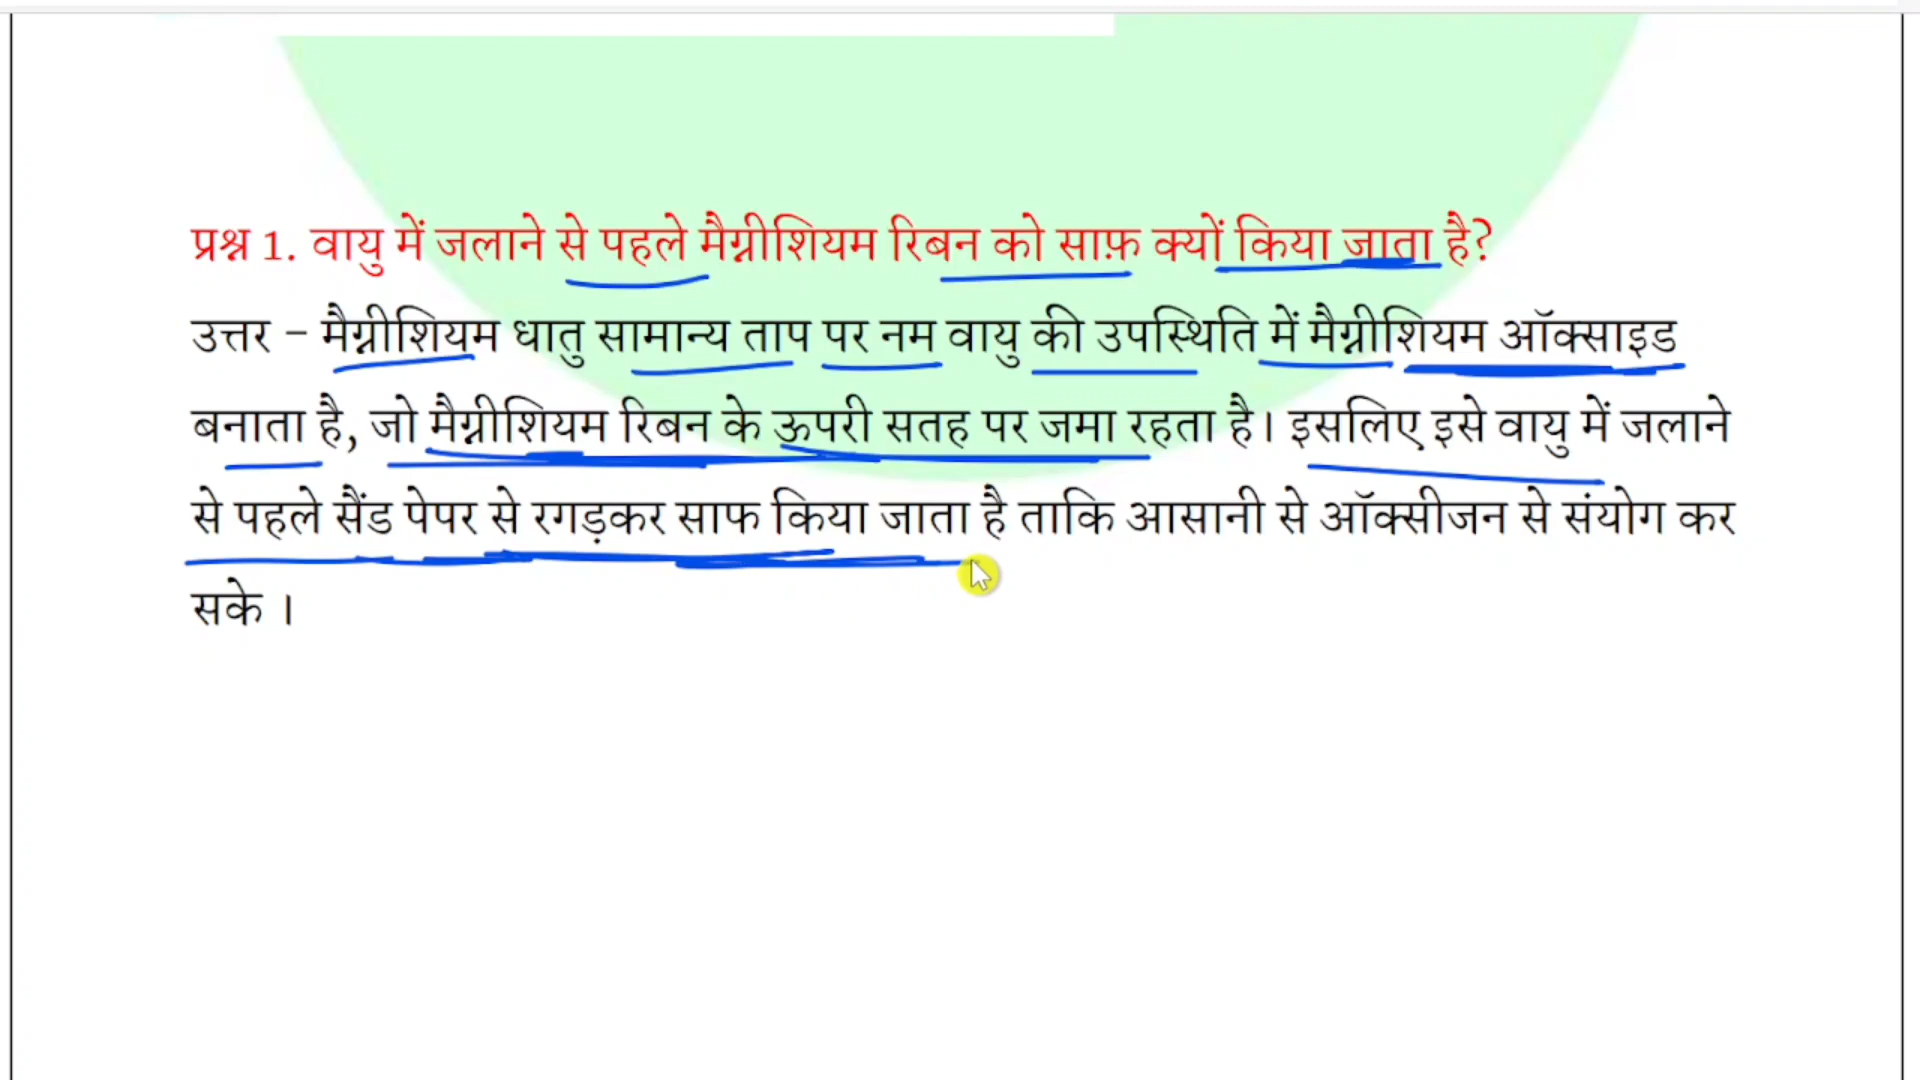 प्रश्न 1. वायु में जलाने से पहले मैग्नीशियम रिबन को साफ़ क्यों किया जाता है?
उत्तर – मैग्नीशियम धातु सामान्य ताप पर नम वायु की उपस्थिति में मैग्नीशियम ऑक्साइड
बनाता है, जो मैग्नीशियम रिबन के ऊपरी सतह पर जमा रहता है। इसलिए इसे वायु में जलाने
से पहले सैंड पेपर से रगड़कर साफ किया जाता है ताकि आसानी से ऑक्सीजन से संयोग कर
सके ।